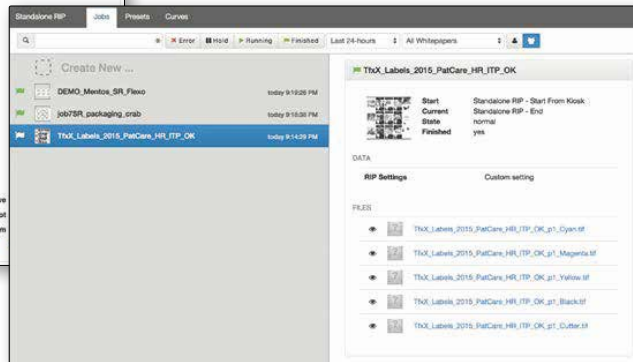 Standalone RIP Jobs Presets Curves
Error Hold Running Finished Last 24-hours All Whitepapers
Create New ...
DEMO_Mentos_SR_Flexo today 9:19:26 PM
job7SR_packaging_crab today 9:18:36 PM
TfxX_Labels_2015_PatCare_HR_ITP_OK today 9:14:29 PM
TfxX_Labels_2015_PatCare_HR_ITP_OK
Start Standalone RIP - Start From Kiosk
Current Standalone RIP - End
State normal
Finished yes
DATA
RIP Settings Custom setting
FILES
TfxX_Labels_2015_PatCare_HR_ITP_OK_p1_Cyan.tif
TfxX_Labels_2015_PatCare_HR_ITP_OK_p1_Magenta.tif
TfxX_Labels_2015_PatCare_HR_ITP_OK_p1_Yellow.tif
TfxX_Labels_2015_PatCare_HR_ITP_OK_p1_Black.tif
TfxX_Labels_2015_PatCare_HR_ITP_OK_p1_Cutter.tif